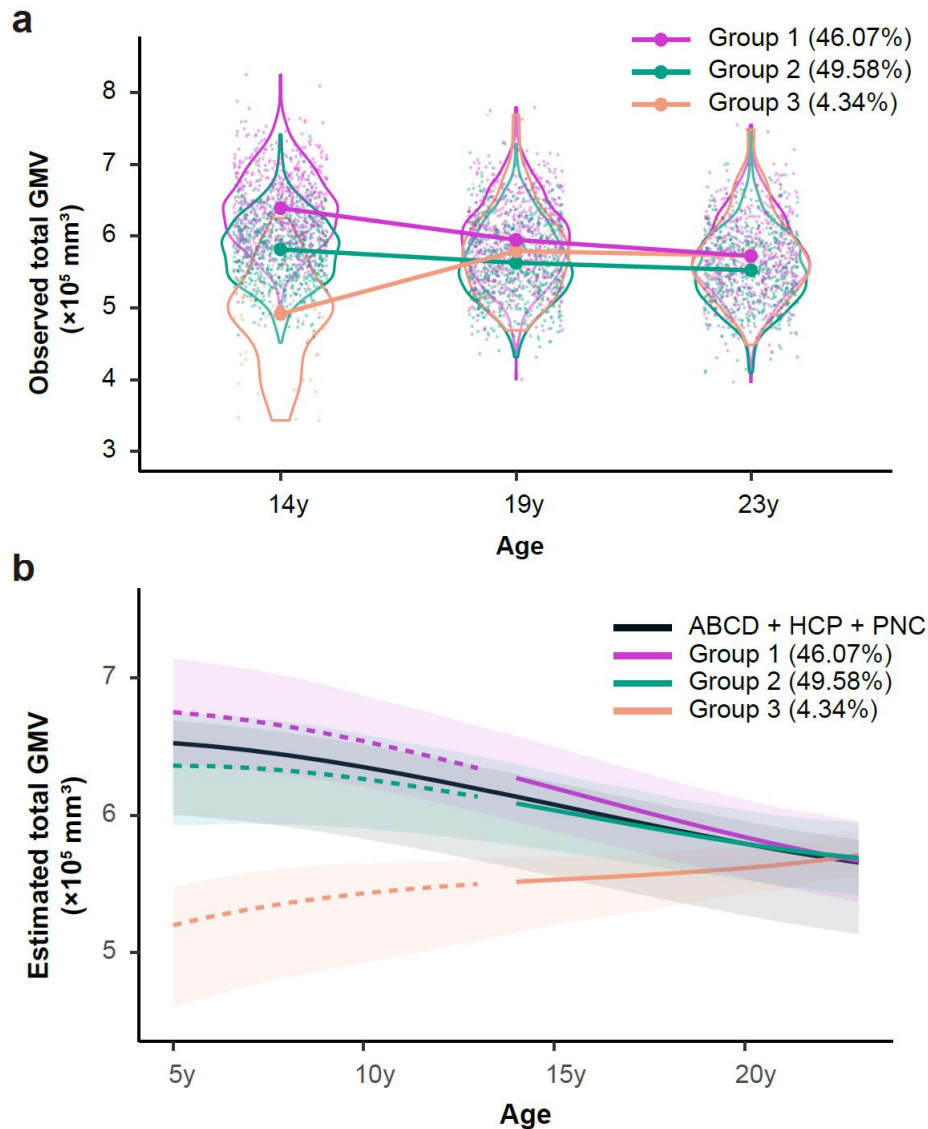 a
Group 1 (46.07%)
Group 2 (49.58%)
Group 3 (4.34%)
Observed total GMV
(×10⁵ mm³)
8
7
6
5
4
3
14y
19y
23y
Age
b
ABCD + HCP + PNC
Group 1 (46.07%)
Group 2 (49.58%)
Group 3 (4.34%)
Estimated total GMV
(×10⁵ mm³)
7
6
5
5y
10y
15y
20y
Age